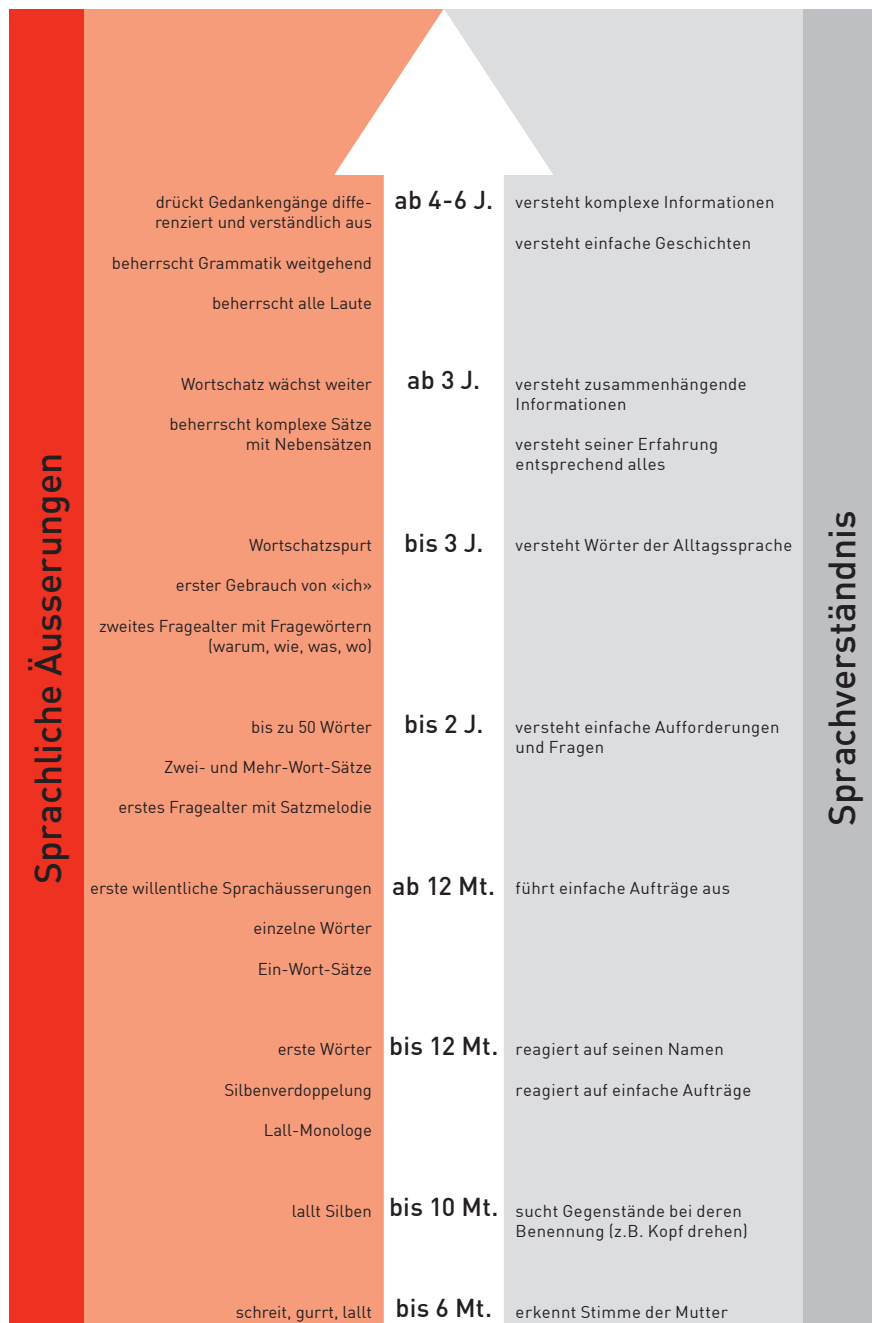 Sprachliche Äusserungen
Sprachverständnis
ab 4-6 J.
drückt Gedankengänge diffe-
renziert und verständlich aus
beherrscht Grammatik weitgehend
beherrscht alle Laute
versteht komplexe Informationen
versteht einfache Geschichten
ab 3 J.
Wortschatz wächst weiter
beherrscht komplexe Sätze
mit Nebensätzen
versteht zusammenhängende
Informationen
versteht seiner Erfahrung
entsprechend alles
bis 3 J.
Wortschatzspurt
erster Gebrauch von «ich»
zweites Fragealter mit Fragewörtern
(warum, wie, was, wo)
versteht Wörter der Alltagssprache
bis 2 J.
bis zu 50 Wörter
Zwei- und Mehr-Wort-Sätze
erstes Fragealter mit Satzmelodie
versteht einfache Aufforderungen
und Fragen
ab 12 Mt.
erste willentliche Sprachäusserungen
einzelne Wörter
Ein-Wort-Sätze
führt einfache Aufträge aus
bis 12 Mt.
erste Wörter
Silbenverdoppelung
Lall-Monologe
reagiert auf seinen Namen
reagiert auf einfache Aufträge
bis 10 Mt.
lallt Silben
sucht Gegenstände bei deren
Benennung (z.B. Kopf drehen)
bis 6 Mt.
schreit, gurrt, lallt
erkennt Stimme der Mutter